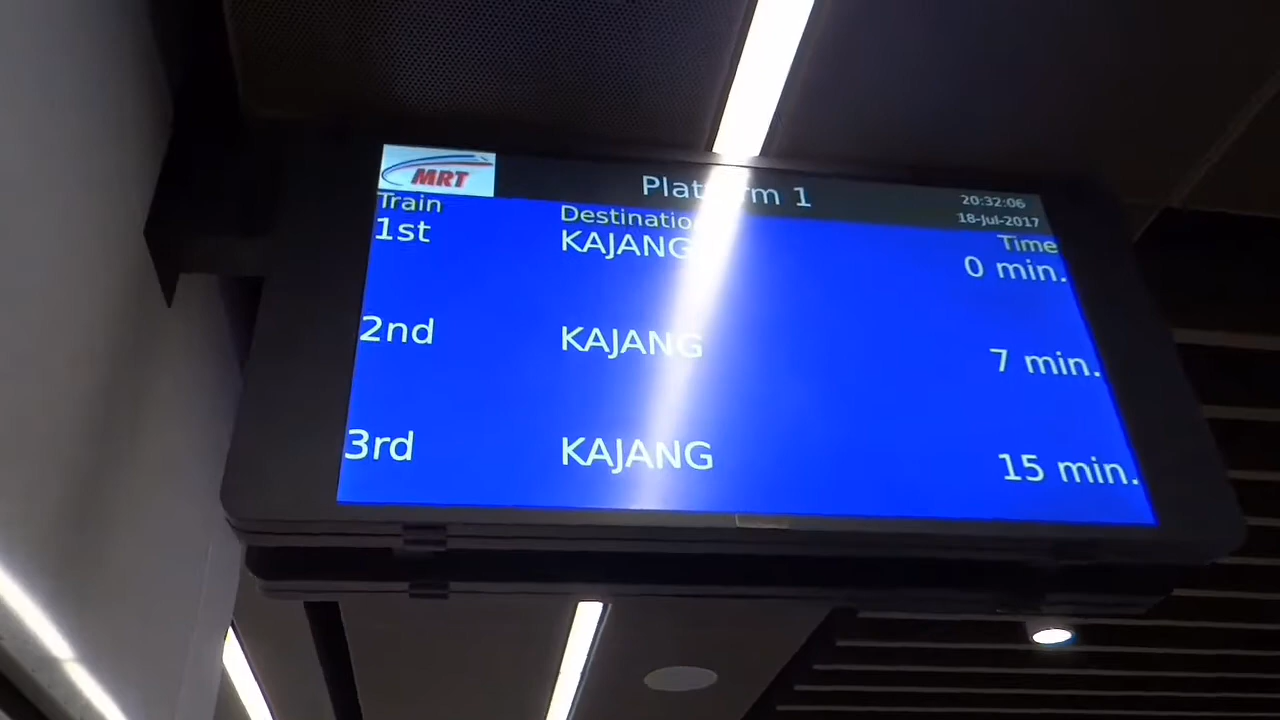 MRT
Platform 1
20:32:06
18-Jul-2017
Train Destination Time
1st KAJANG 0 min.
2nd KAJANG 7 min.
3rd KAJANG 15 min.